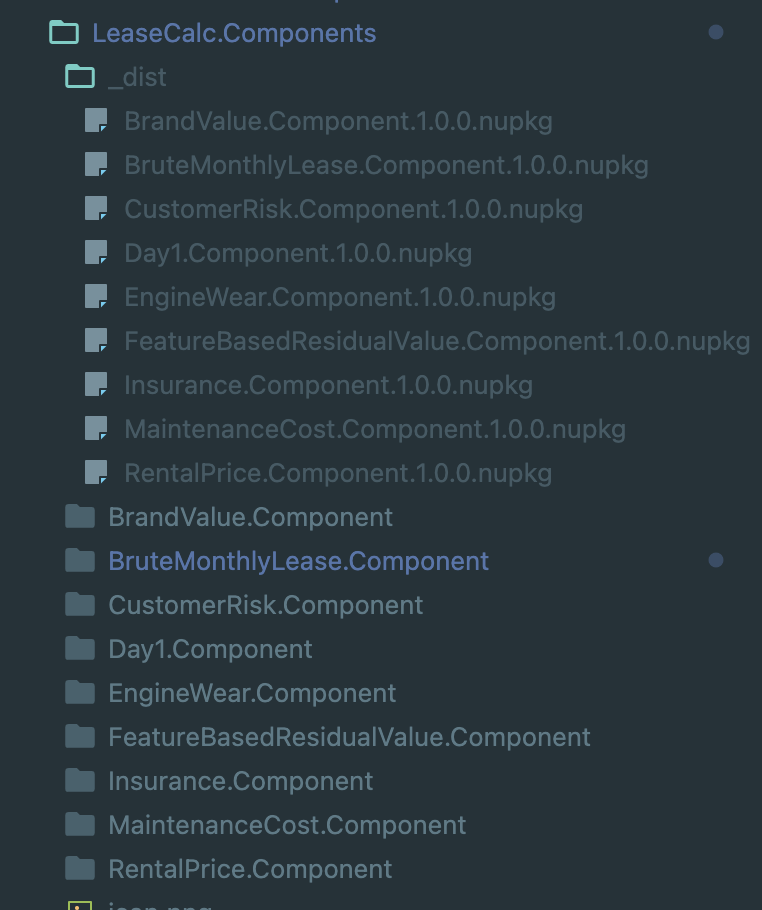 LeaseCalc.Components
_dist
BrandValue.Component.1.0.0.nupkg
BruteMonthlyLease.Component.1.0.0.nupkg
CustomerRisk.Component.1.0.0.nupkg
Day1.Component.1.0.0.nupkg
EngineWear.Component.1.0.0.nupkg
FeatureBasedResidualValue.Component.1.0.0.nupkg
Insurance.Component.1.0.0.nupkg
MaintenanceCost.Component.1.0.0.nupkg
RentalPrice.Component.1.0.0.nupkg
BrandValue.Component
BruteMonthlyLease.Component
CustomerRisk.Component
Day1.Component
EngineWear.Component
FeatureBasedResidualValue.Component
Insurance.Component
MaintenanceCost.Component
RentalPrice.Component